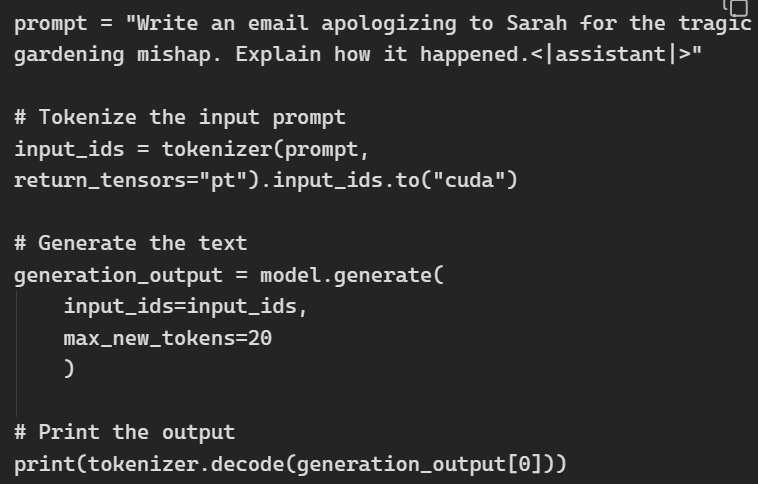 prompt = "Write an email apologizing to Sarah for the tragic
gardening mishap. Explain how it happened.<|assistant|>"

# Tokenize the input prompt
input_ids = tokenizer(prompt,
return_tensors="pt").input_ids.to("cuda")

# Generate the text
generation_output = model.generate(
    input_ids=input_ids,
    max_new_tokens=20
    )

# Print the output
print(tokenizer.decode(generation_output[0]))